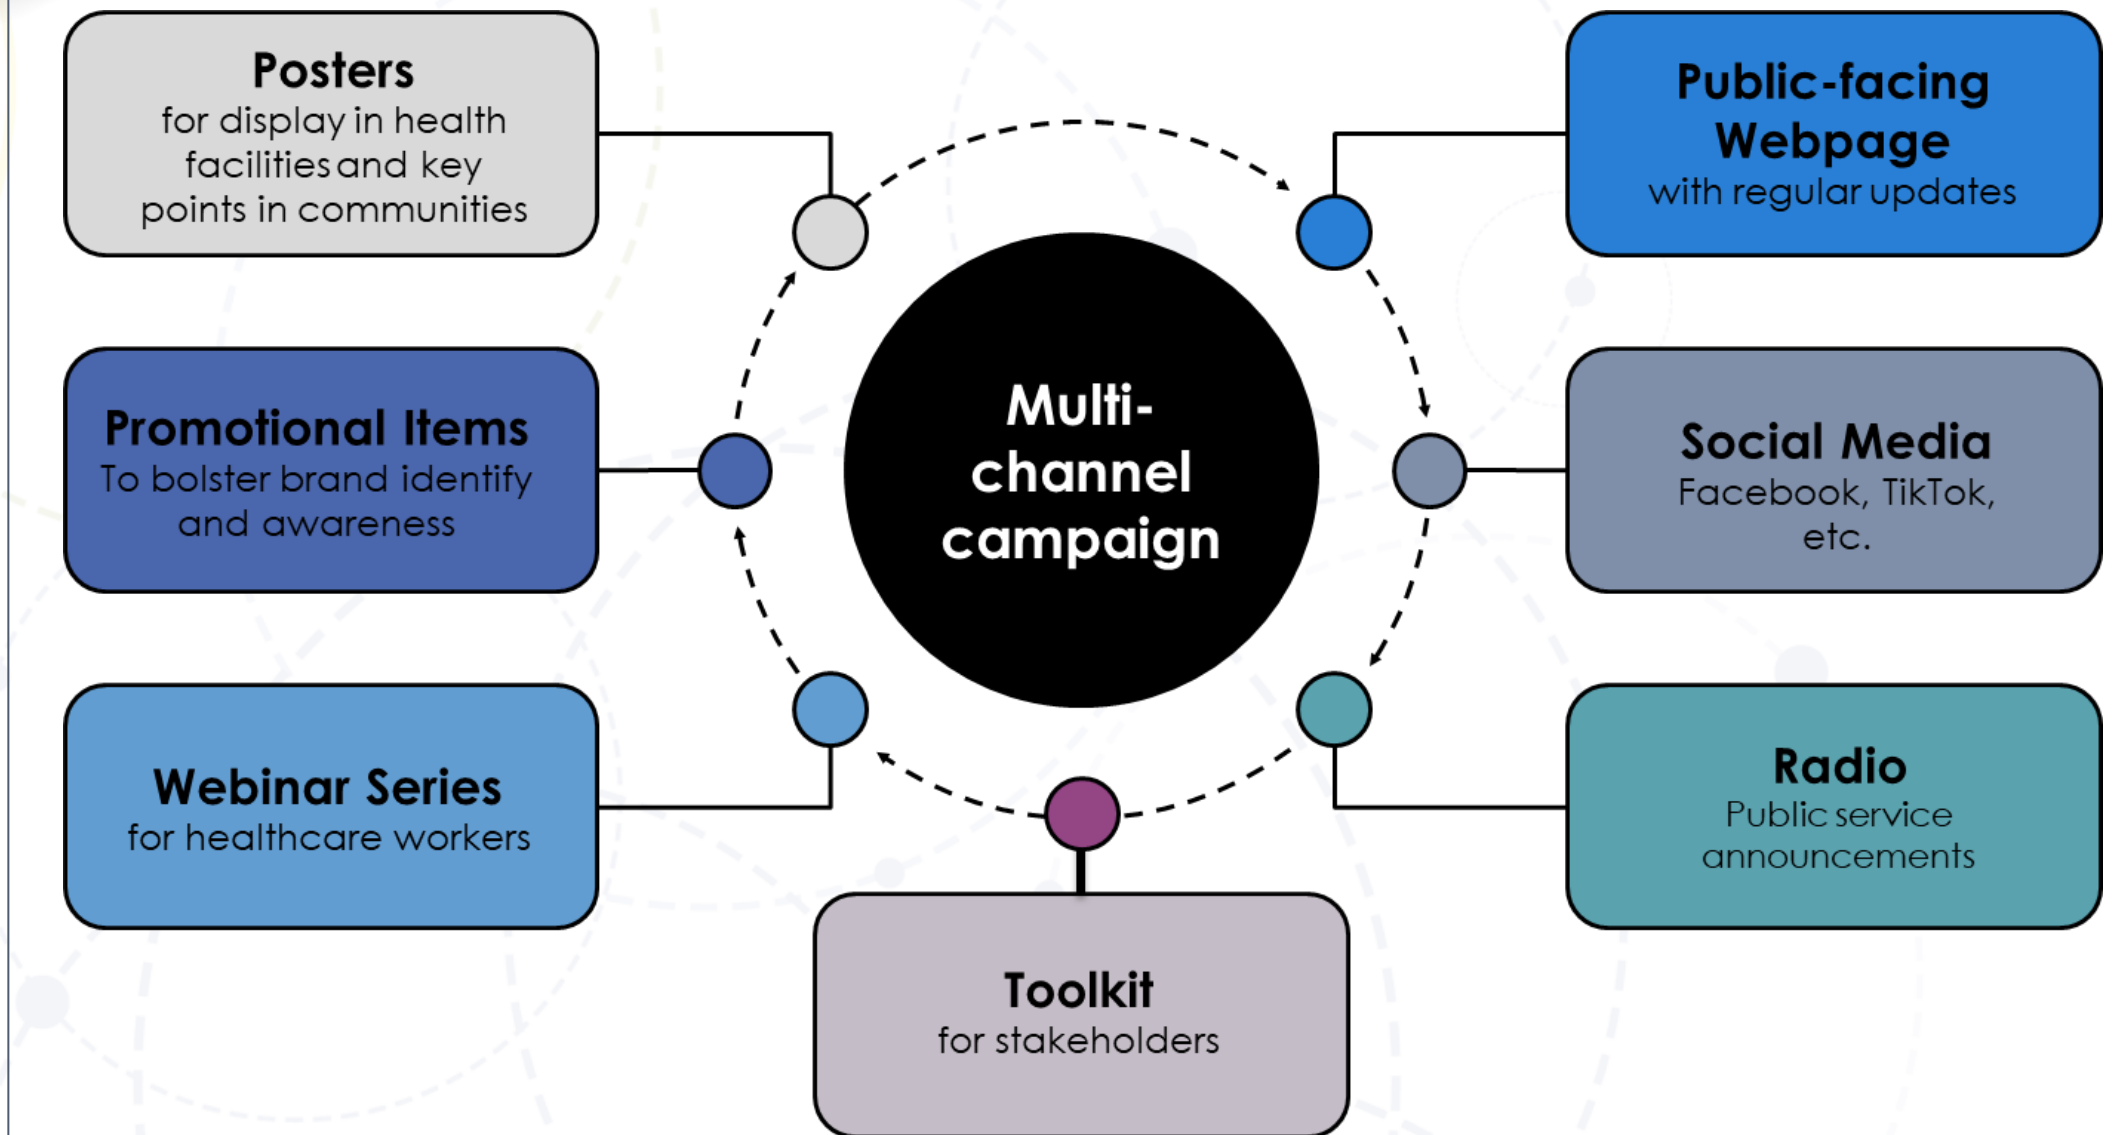 Posters
for display in health
facilities and key
points in communities
Public-facing
Webpage
with regular updates
Promotional Items
To bolster brand identify
and awareness
Multi-
channel
campaign
Social Media
Facebook, TikTok,
etc.
Webinar Series
for healthcare workers
Radio
Public service
announcements
Toolkit
for stakeholders